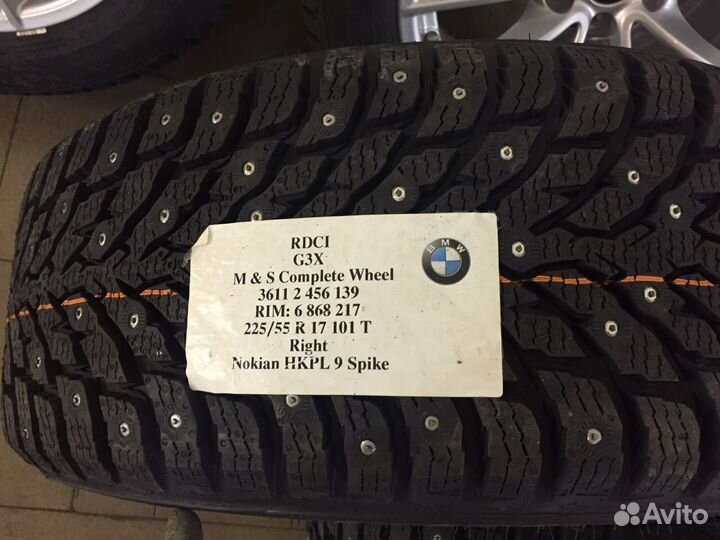 RDCI
G3X
M & S Complete Wheel
3611 2 456 139
RIM: 6 868 217
225/55 R 17 101 T
Right
Nokian HKPL 9 Spike
BMW
Avito